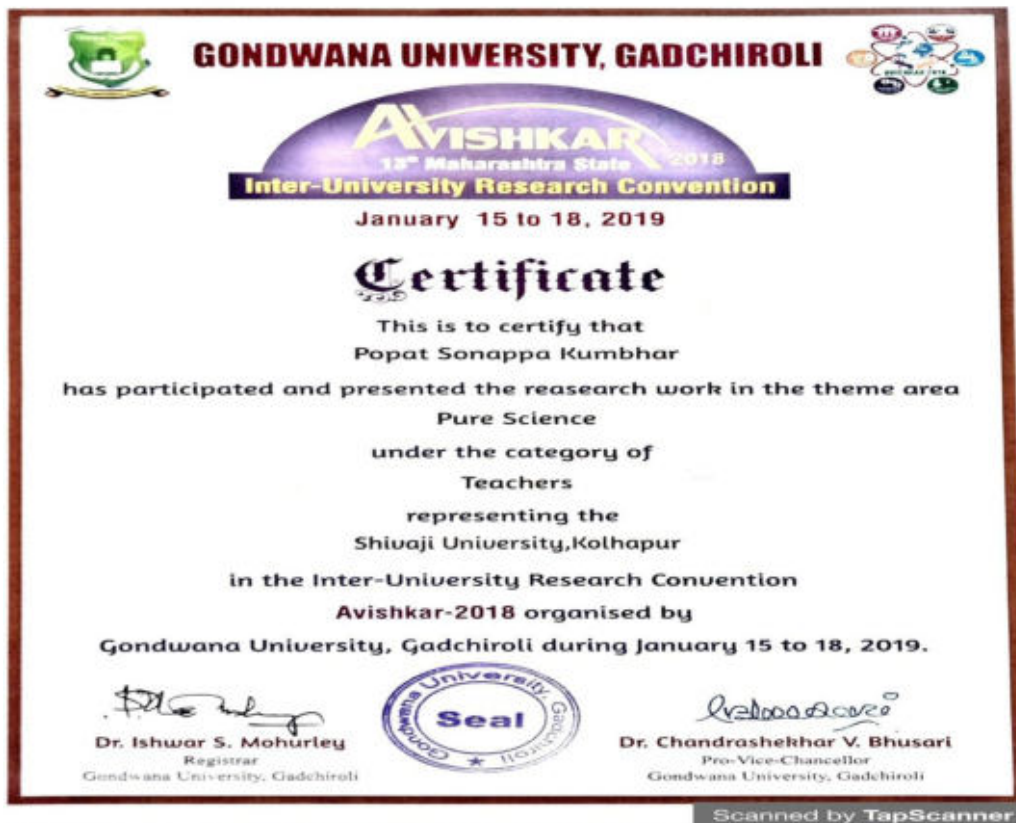 GONDWANA UNIVERSITY, GADCHIROLI
AVISHKAR
13th Maharashtra State 2018
Inter-University Research Convention
January 15 to 18, 2019
Certificate
This is to certify that
Popat Sonappa Kumbhar
has participated and presented the reasearch work in the theme area
Pure Science
under the category of
Teachers
representing the
Shivaji University,Kolhapur
in the Inter-University Research Convention
Avishkar-2018 organised by
Gondwana University, Gadchiroli during January 15 to 18, 2019.
Gondwana University, Gadchiroli
Seal
Dr. Ishwar S. Mohurley
Registrar
Gondwana University, Gadchiroli
Dr. Chandrashekhar V. Bhusari
Pro-Vice-Chancellor
Gondwana University, Gadchiroli
Scanned by TapScanner